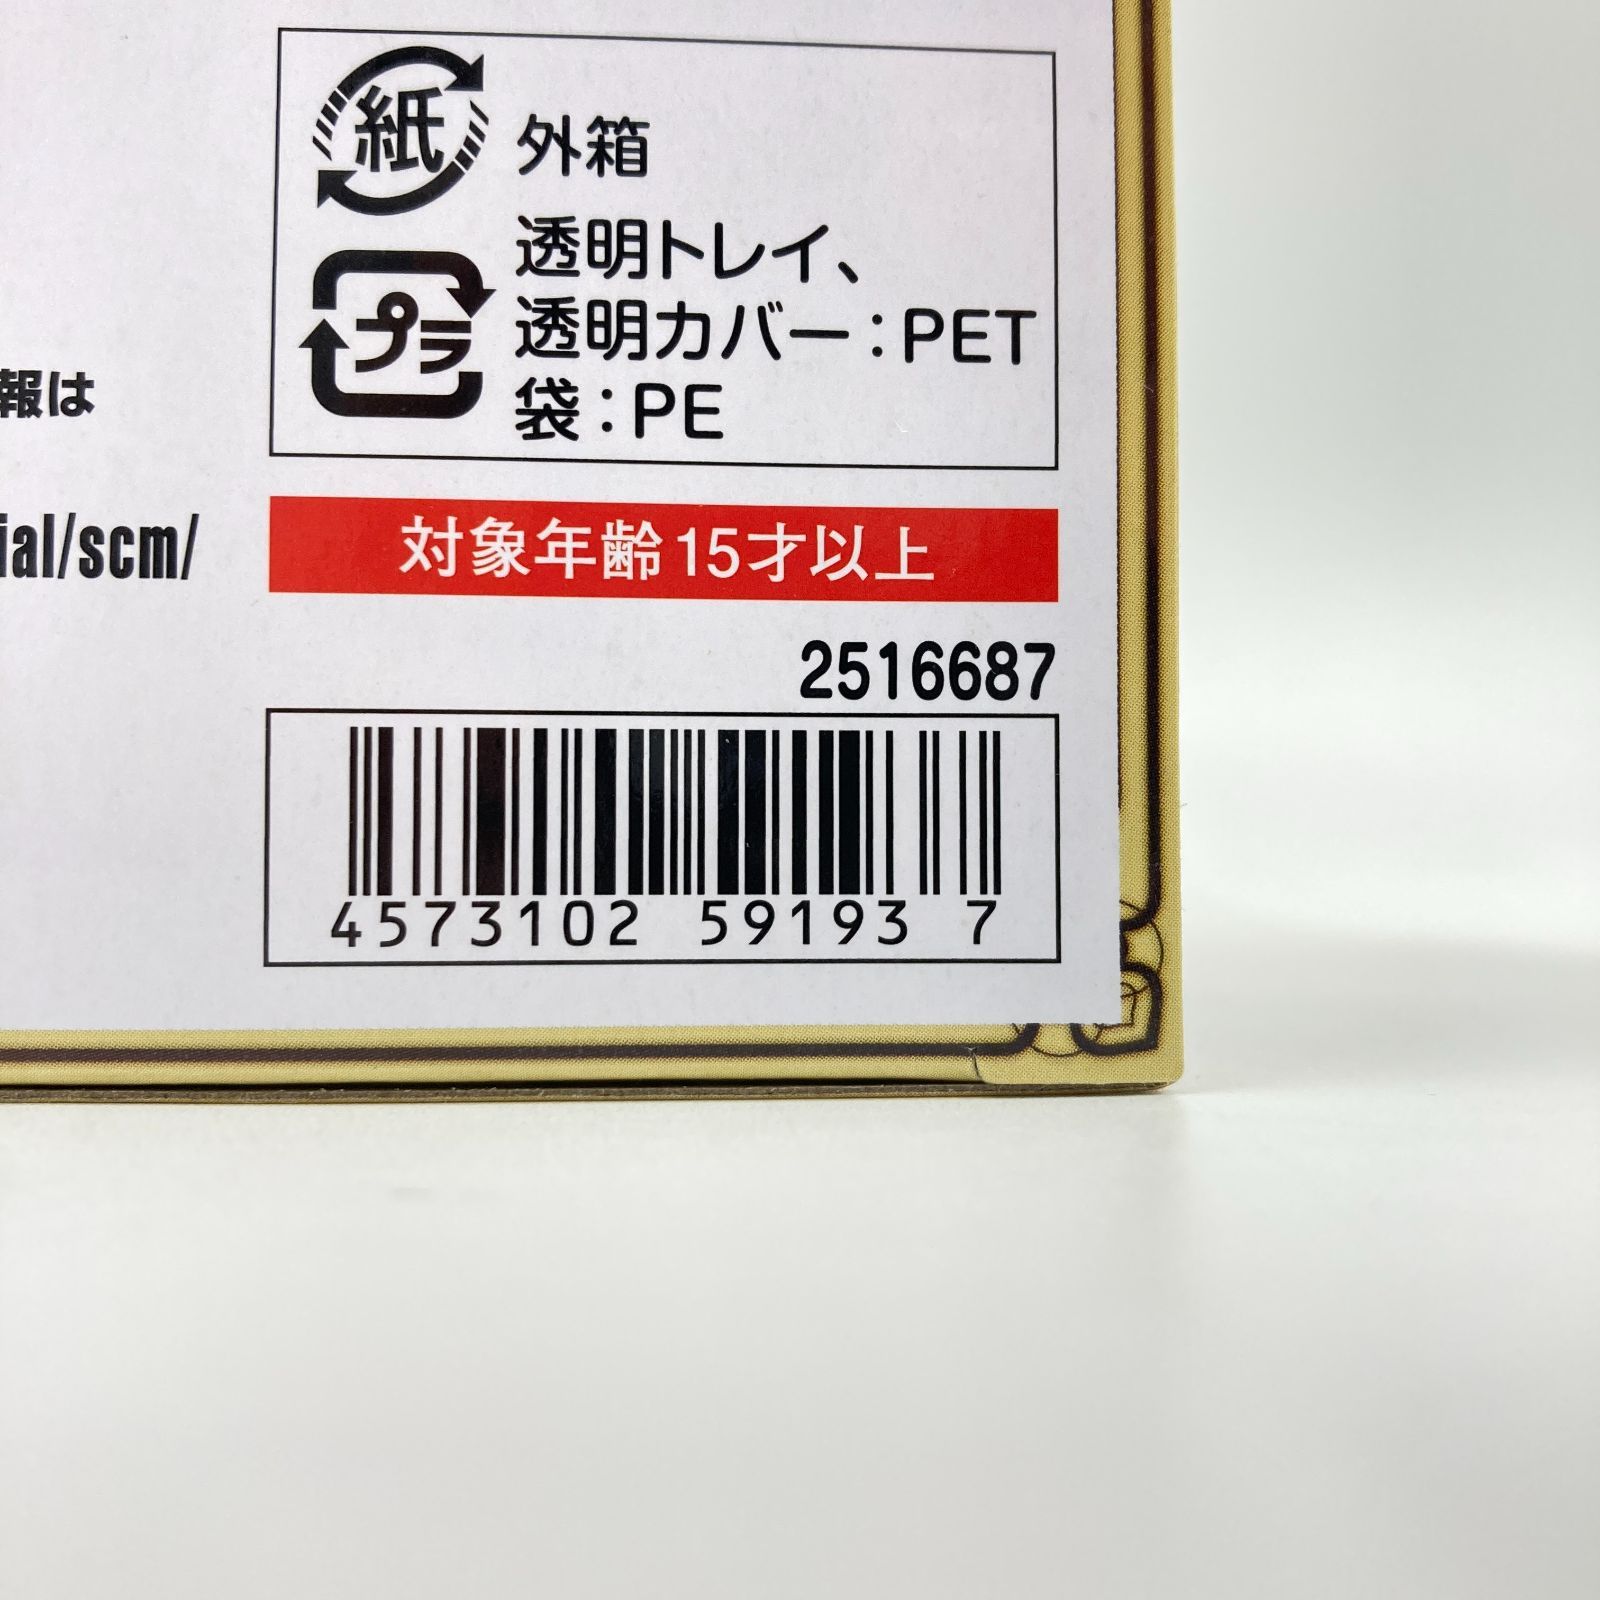 紙 外箱
プラ 透明トレイ、
透明カバー：PET
袋：PE
報は
ial/scm/
対象年齢15才以上
2516687
4573102 59193 7